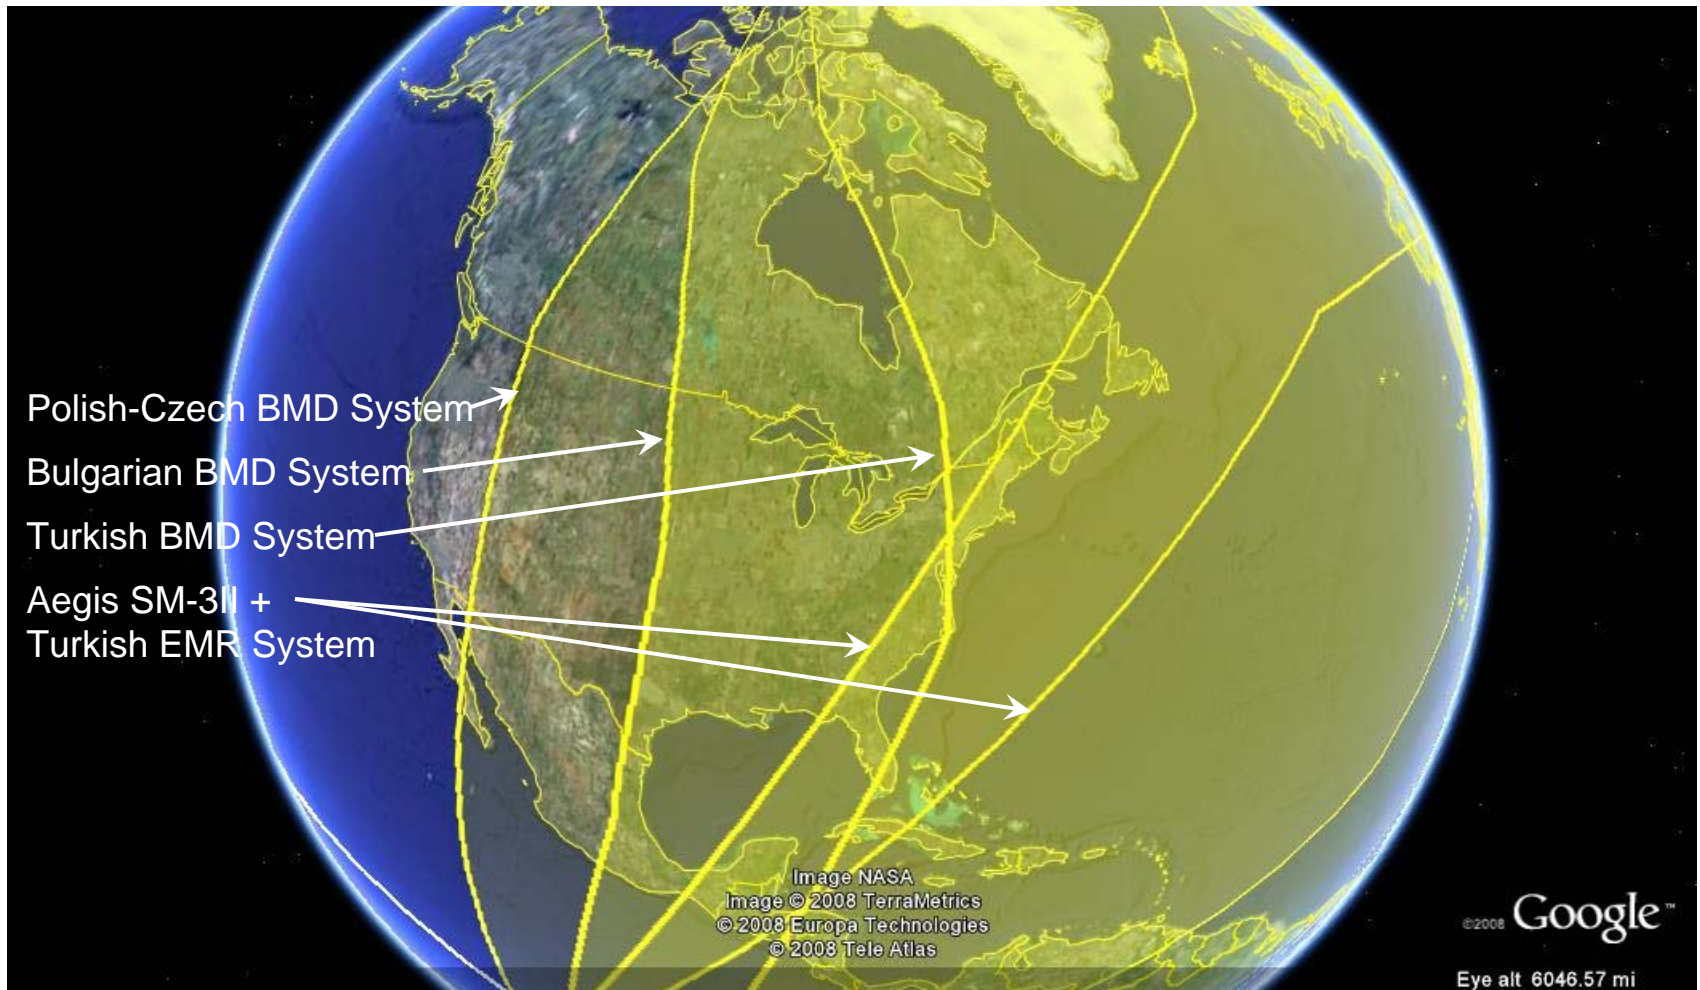 Polish-Czech BMD System
Bulgarian BMD System
Turkish BMD System
Aegis SM-3II +
Turkish EMR System
Image NASA
Image © 2008 TerraMetrics
© 2008 Europa Technologies
© 2008 Tele Atlas
©2008 Google™
Eye alt 6046.57 mi